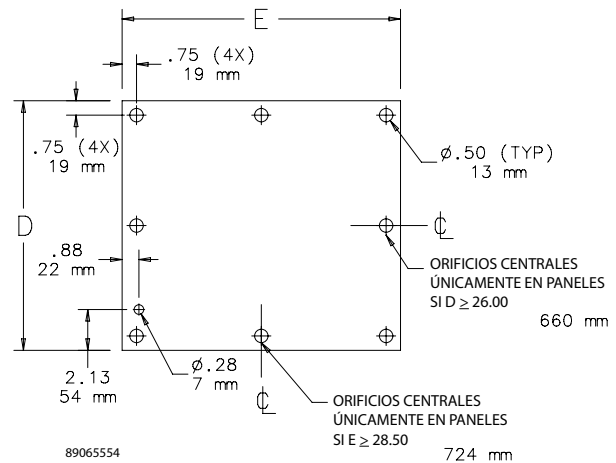 E
.75 (4X)
19 mm
.75 (4X)
19 mm
Ø.50 (TYP)
13 mm
D
℄
.88
22 mm
ORIFICIOS CENTRALES
ÚNICAMENTE EN PANELES
SI D ≥ 26.00
660 mm
2.13
54 mm
Ø.28
7 mm
℄
ORIFICIOS CENTRALES
ÚNICAMENTE EN PANELES
SI E ≥ 28.50
724 mm
89065554